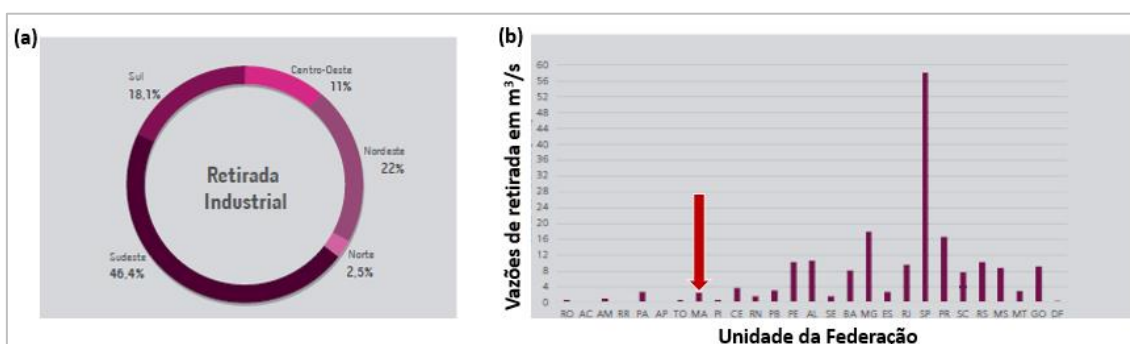 (a)
Sul
18,1%
Centro-Oeste
11%
Nordeste
22%
Retirada
Industrial
Sudeste
46,4%
Norte
2,5%
(b)
Vazões de retirada em m³/s
60
56
52
48
44
40
36
32
28
24
20
16
12
8
4
0
RO AC AM RR PA AP TO MA PI CE RN PB PE AL SE BA MG ES RJ SP PR SC RS MS MT GO DF
Unidade da Federação